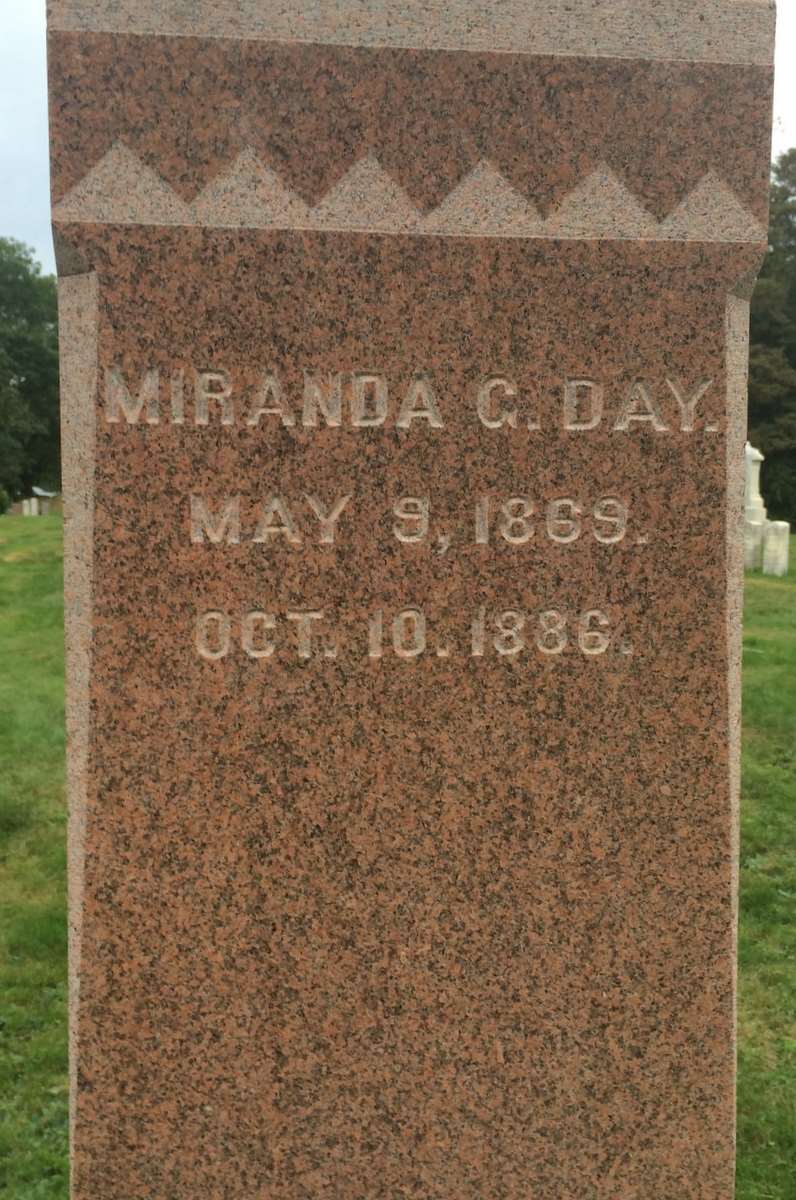 MIRANDA G. DAY.
MAY 9, 1869.
OCT. 10. 1886.